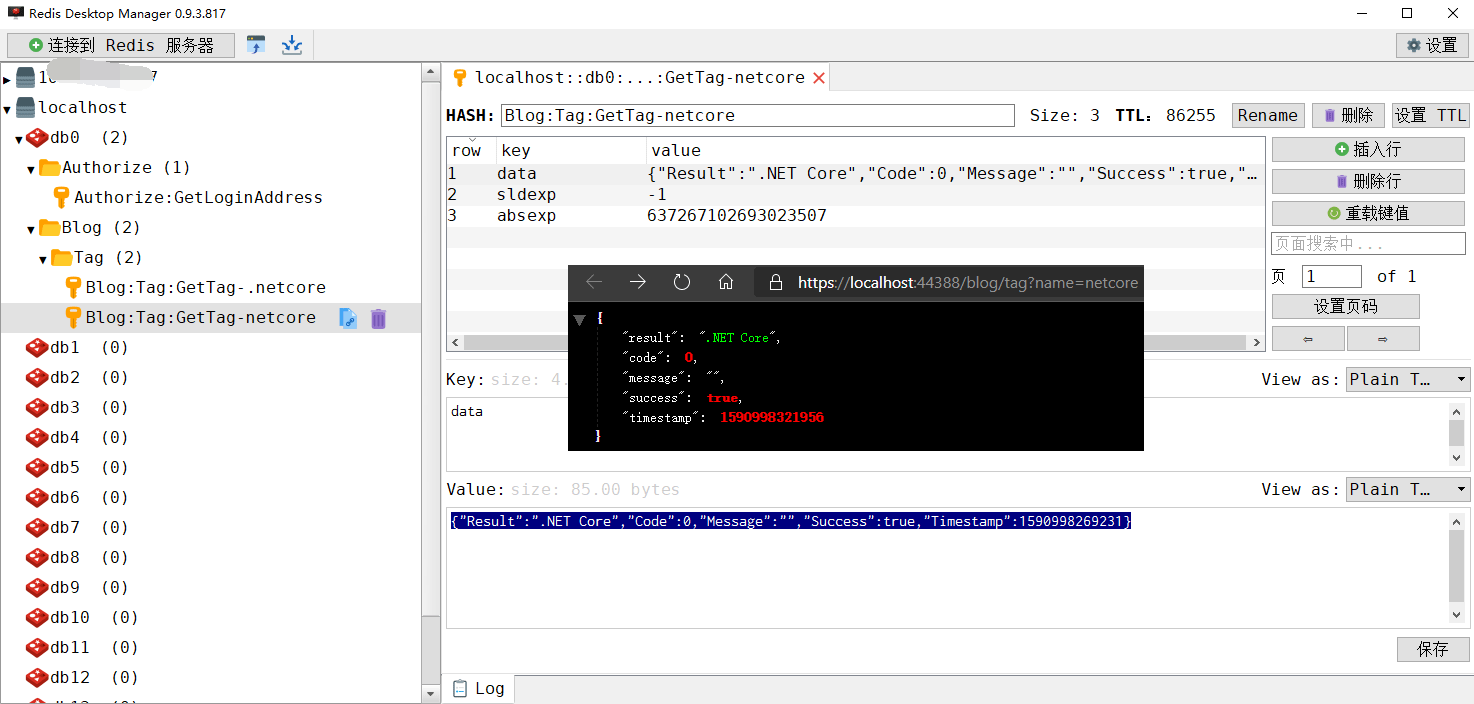 Redis Desktop Manager 0.9.3.817
连接到 Redis 服务器
设置
localhost
db0 (2)
Authorize (1)
Authorize:GetLoginAddress
Blog (2)
Tag (2)
Blog:Tag:GetTag-.netcore
Blog:Tag:GetTag-netcore
db1 (0)
db2 (0)
db3 (0)
db4 (0)
db5 (0)
db6 (0)
db7 (0)
db8 (0)
db9 (0)
db10 (0)
db11 (0)
db12 (0)
localhost::db0:...:GetTag-netcore
HASH: Blog:Tag:GetTag-netcore Size: 3 TTL: 86255 Rename 删除 设置 TTL
row key value
1 data {"Result":".NET Core","Code":0,"Message":"","Success":true,"…
2 sldexp -1
3 absexp 637267102693023507
插入行
删除行
重载键值
页面搜索中...
页 1 of 1
设置页码
⇦ ⇨
https://localhost:44388/blog/tag?name=netcore
{
"result": ".NET Core",
"code": 0,
"message": "",
"success": true,
"timestamp": 1590998321956
}
Key: size: 4. View as: Plain T…
data
Value: size: 85.00 bytes View as: Plain T…
{"Result":".NET Core","Code":0,"Message":"","Success":true,"Timestamp":1590998269231}
保存
Log